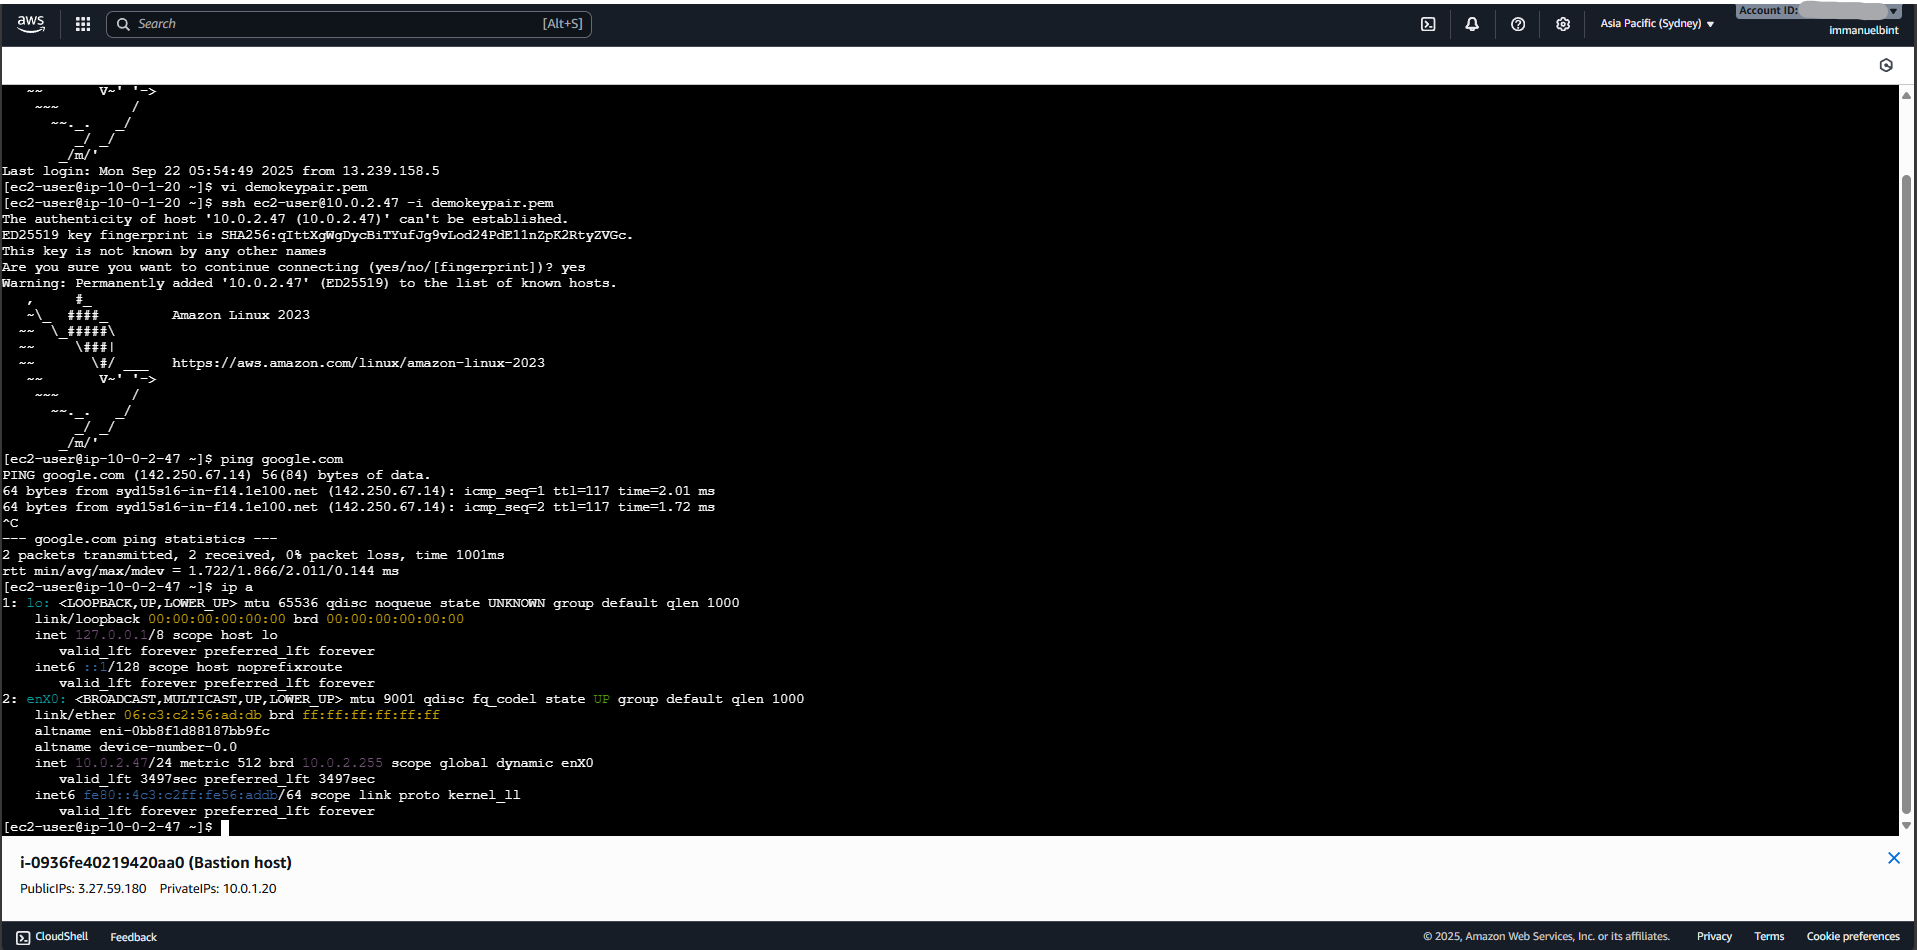 aws
Search [Alt+S]
Asia Pacific (Sydney)
Account ID:
immanuelbint
   ~~       V~' '->
    ~~~         /
      ~~._.   _/
         _/ _/
       _/m/'
Last login: Mon Sep 22 05:54:49 2025 from 13.239.158.5
[ec2-user@ip-10-0-1-20 ~]$ vi demokeypair.pem
[ec2-user@ip-10-0-1-20 ~]$ ssh ec2-user@10.0.2.47 -i demokeypair.pem
The authenticity of host '10.0.2.47 (10.0.2.47)' can't be established.
ED25519 key fingerprint is SHA256:qIttXgWgDycBiTYufJg9vLod24PdE11nZpK2RtyZVGc.
This key is not known by any other names
Are you sure you want to continue connecting (yes/no/[fingerprint])? yes
Warning: Permanently added '10.0.2.47' (ED25519) to the list of known hosts.
   ,     #_
   ~\_  ####_        Amazon Linux 2023
  ~~  \_#####\
  ~~     \###|
  ~~       \#/ ___   https://aws.amazon.com/linux/amazon-linux-2023
   ~~       V~' '->
    ~~~         /
      ~~._.   _/
         _/ _/
       _/m/'
[ec2-user@ip-10-0-2-47 ~]$ ping google.com
PING google.com (142.250.67.14) 56(84) bytes of data.
64 bytes from syd15s16-in-f14.1e100.net (142.250.67.14): icmp_seq=1 ttl=117 time=2.01 ms
64 bytes from syd15s16-in-f14.1e100.net (142.250.67.14): icmp_seq=2 ttl=117 time=1.72 ms
^C
--- google.com ping statistics ---
2 packets transmitted, 2 received, 0% packet loss, time 1001ms
rtt min/avg/max/mdev = 1.722/1.866/2.011/0.144 ms
[ec2-user@ip-10-0-2-47 ~]$ ip a
1: lo: <LOOPBACK,UP,LOWER_UP> mtu 65536 qdisc noqueue state UNKNOWN group default qlen 1000
    link/loopback 00:00:00:00:00:00 brd 00:00:00:00:00:00
    inet 127.0.0.1/8 scope host lo
       valid_lft forever preferred_lft forever
    inet6 ::1/128 scope host noprefixroute
       valid_lft forever preferred_lft forever
2: enX0: <BROADCAST,MULTICAST,UP,LOWER_UP> mtu 9001 qdisc fq_codel state UP group default qlen 1000
    link/ether 06:c3:c2:56:ad:db brd ff:ff:ff:ff:ff:ff
    altname eni-0bb8f1d88187bb9fc
    altname device-number-0.0
    inet 10.0.2.47/24 metric 512 brd 10.0.2.255 scope global dynamic enX0
       valid_lft 3497sec preferred_lft 3497sec
    inet6 fe80::4c3:c2ff:fe56:addb/64 scope link proto kernel_ll
       valid_lft forever preferred_lft forever
[ec2-user@ip-10-0-2-47 ~]$
i-0936fe40219420aa0 (Bastion host)
PublicIPs: 3.27.59.180 PrivateIPs: 10.0.1.20
CloudShell Feedback © 2025, Amazon Web Services, Inc. or its affiliates. Privacy Terms Cookie preferences